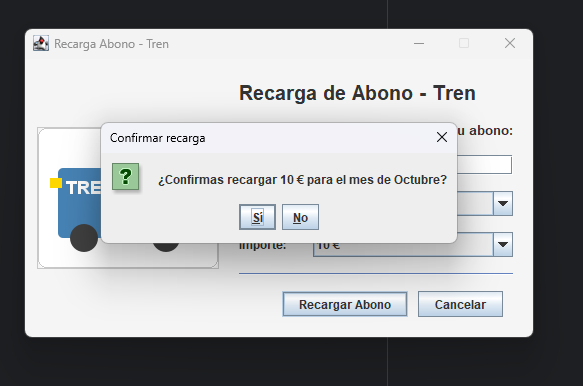 Recarga Abono - Tren
Recarga de Abono - Tren
u abono:
Confirmar recarga
TRE
¿Confirmas recargar 10 € para el mes de Octubre?
Sí
No
Importe:
10 €
Recargar Abono
Cancelar